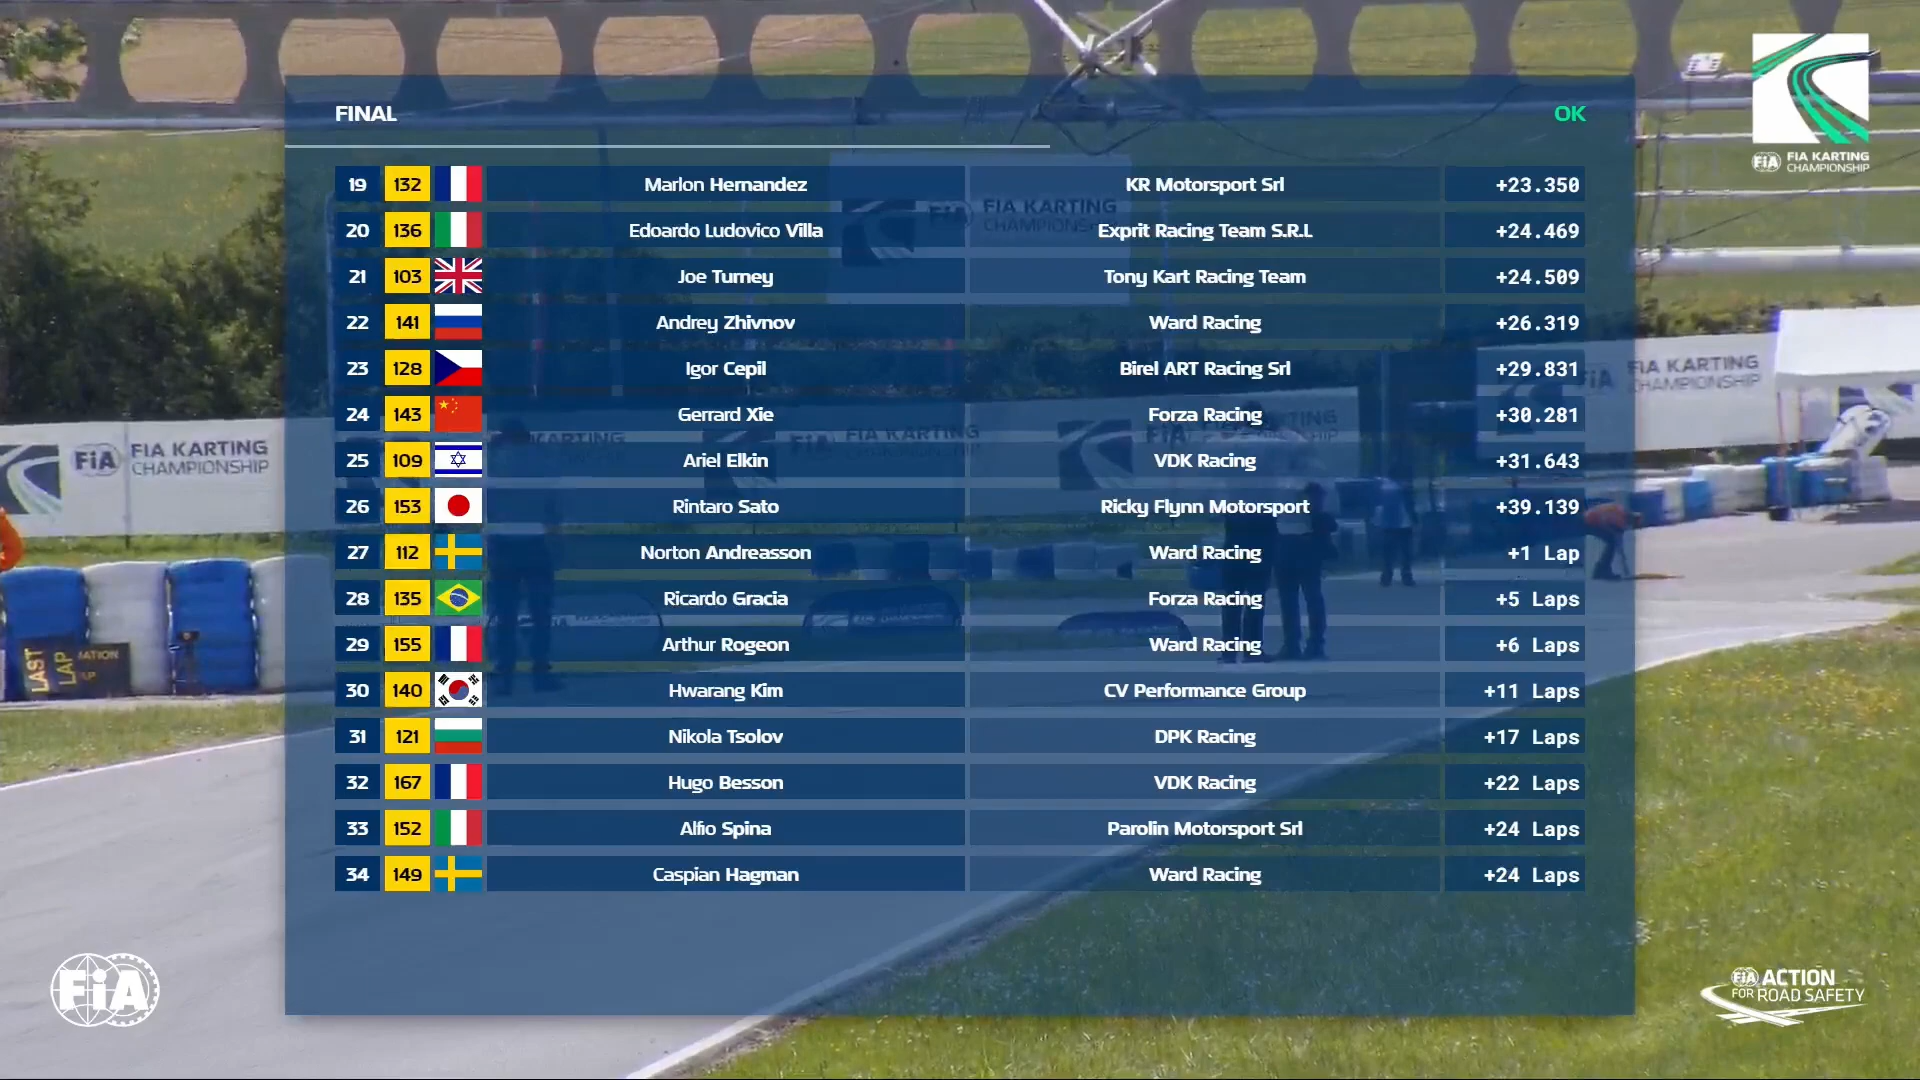 FINAL OK
19 132 Marlon Hernandez KR Motorsport Srl +23.350
20 136 Edoardo Ludovico Villa Exprit Racing Team S.R.L +24.469
21 103 Joe Turney Tony Kart Racing Team +24.509
22 141 Andrey Zhivnov Ward Racing +26.319
23 128 Igor Cepil Birel ART Racing Srl +29.831
24 143 Gerrard Xie Forza Racing +30.281
25 109 Ariel Elkin VDK Racing +31.643
26 153 Rintaro Sato Ricky Flynn Motorsport +39.139
27 112 Norton Andreasson Ward Racing +1 Lap
28 135 Ricardo Gracia Forza Racing +5 Laps
29 155 Arthur Rogeon Ward Racing +6 Laps
30 140 Hwarang Kim CV Performance Group +11 Laps
31 121 Nikola Tsolov DPK Racing +17 Laps
32 167 Hugo Besson VDK Racing +22 Laps
33 152 Alfio Spina Parolin Motorsport Srl +24 Laps
34 149 Caspian Hagman Ward Racing +24 Laps
FIA FIA KARTING
CHAMPIONSHIP
FIA FIA KARTING
CHAMPIONSHIP
FIA KARTING
CHAMPIONSHIP
FIA KARTING
CHAMPIONSHIP
FIA KARTING
LAST
LAP
FIA
FIA ACTION
FOR ROAD SAFETY